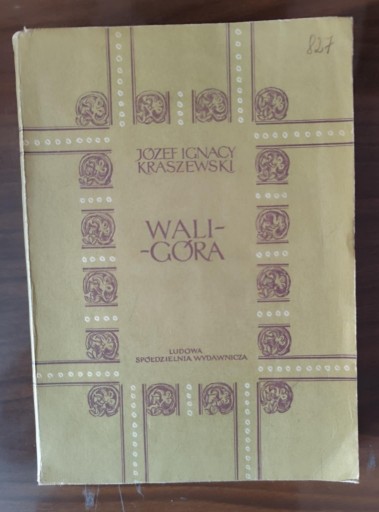 827
JÓZEF IGNACY
KRASZEWSKI
WALI-
-GÓRA
LUDOWA
SPÓŁDZIELNIA WYDAWNICZA